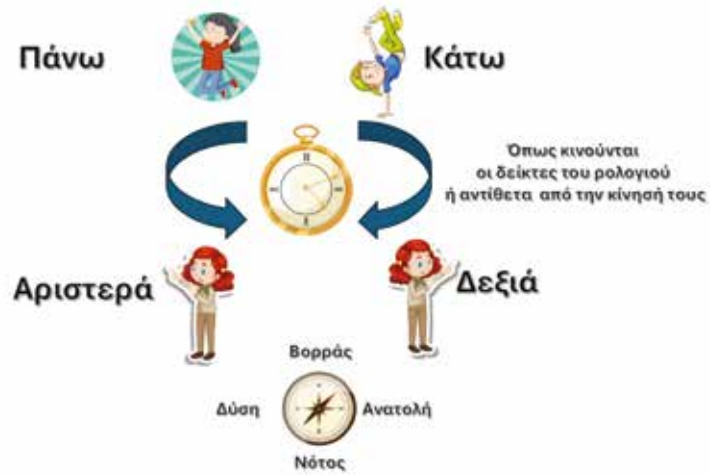 Πάνω
Κάτω
Όπως κινούνται
οι δείκτες του ρολογιού
ή αντίθετα από την κίνησή τους
Αριστερά
Δεξιά
Βορράς
Δύση
Ανατολή
Νότος